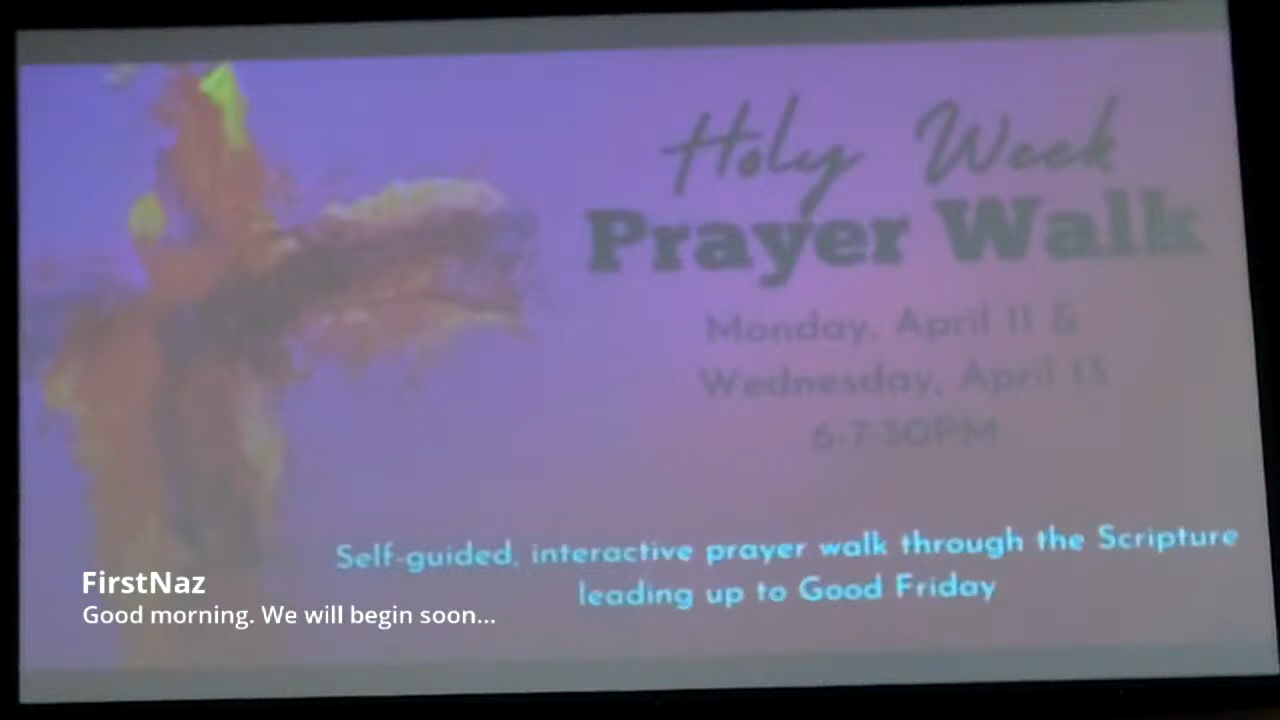 Holy Week
Prayer Walk
Monday, April 11 &
Wednesday, April 13
6-7:30PM
Self-guided, interactive prayer walk through the Scripture
leading up to Good Friday
FirstNaz
Good morning. We will begin soon...